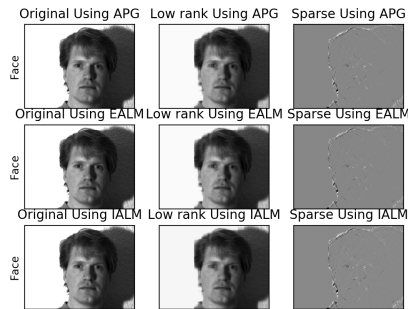 Original Using APG Low rank Using APG Sparse Using APG
Face
Original Using EALM Low rank Using EALM Sparse Using EALM
Face
Original Using IALM Low rank Using IALM Sparse Using IALM
Face